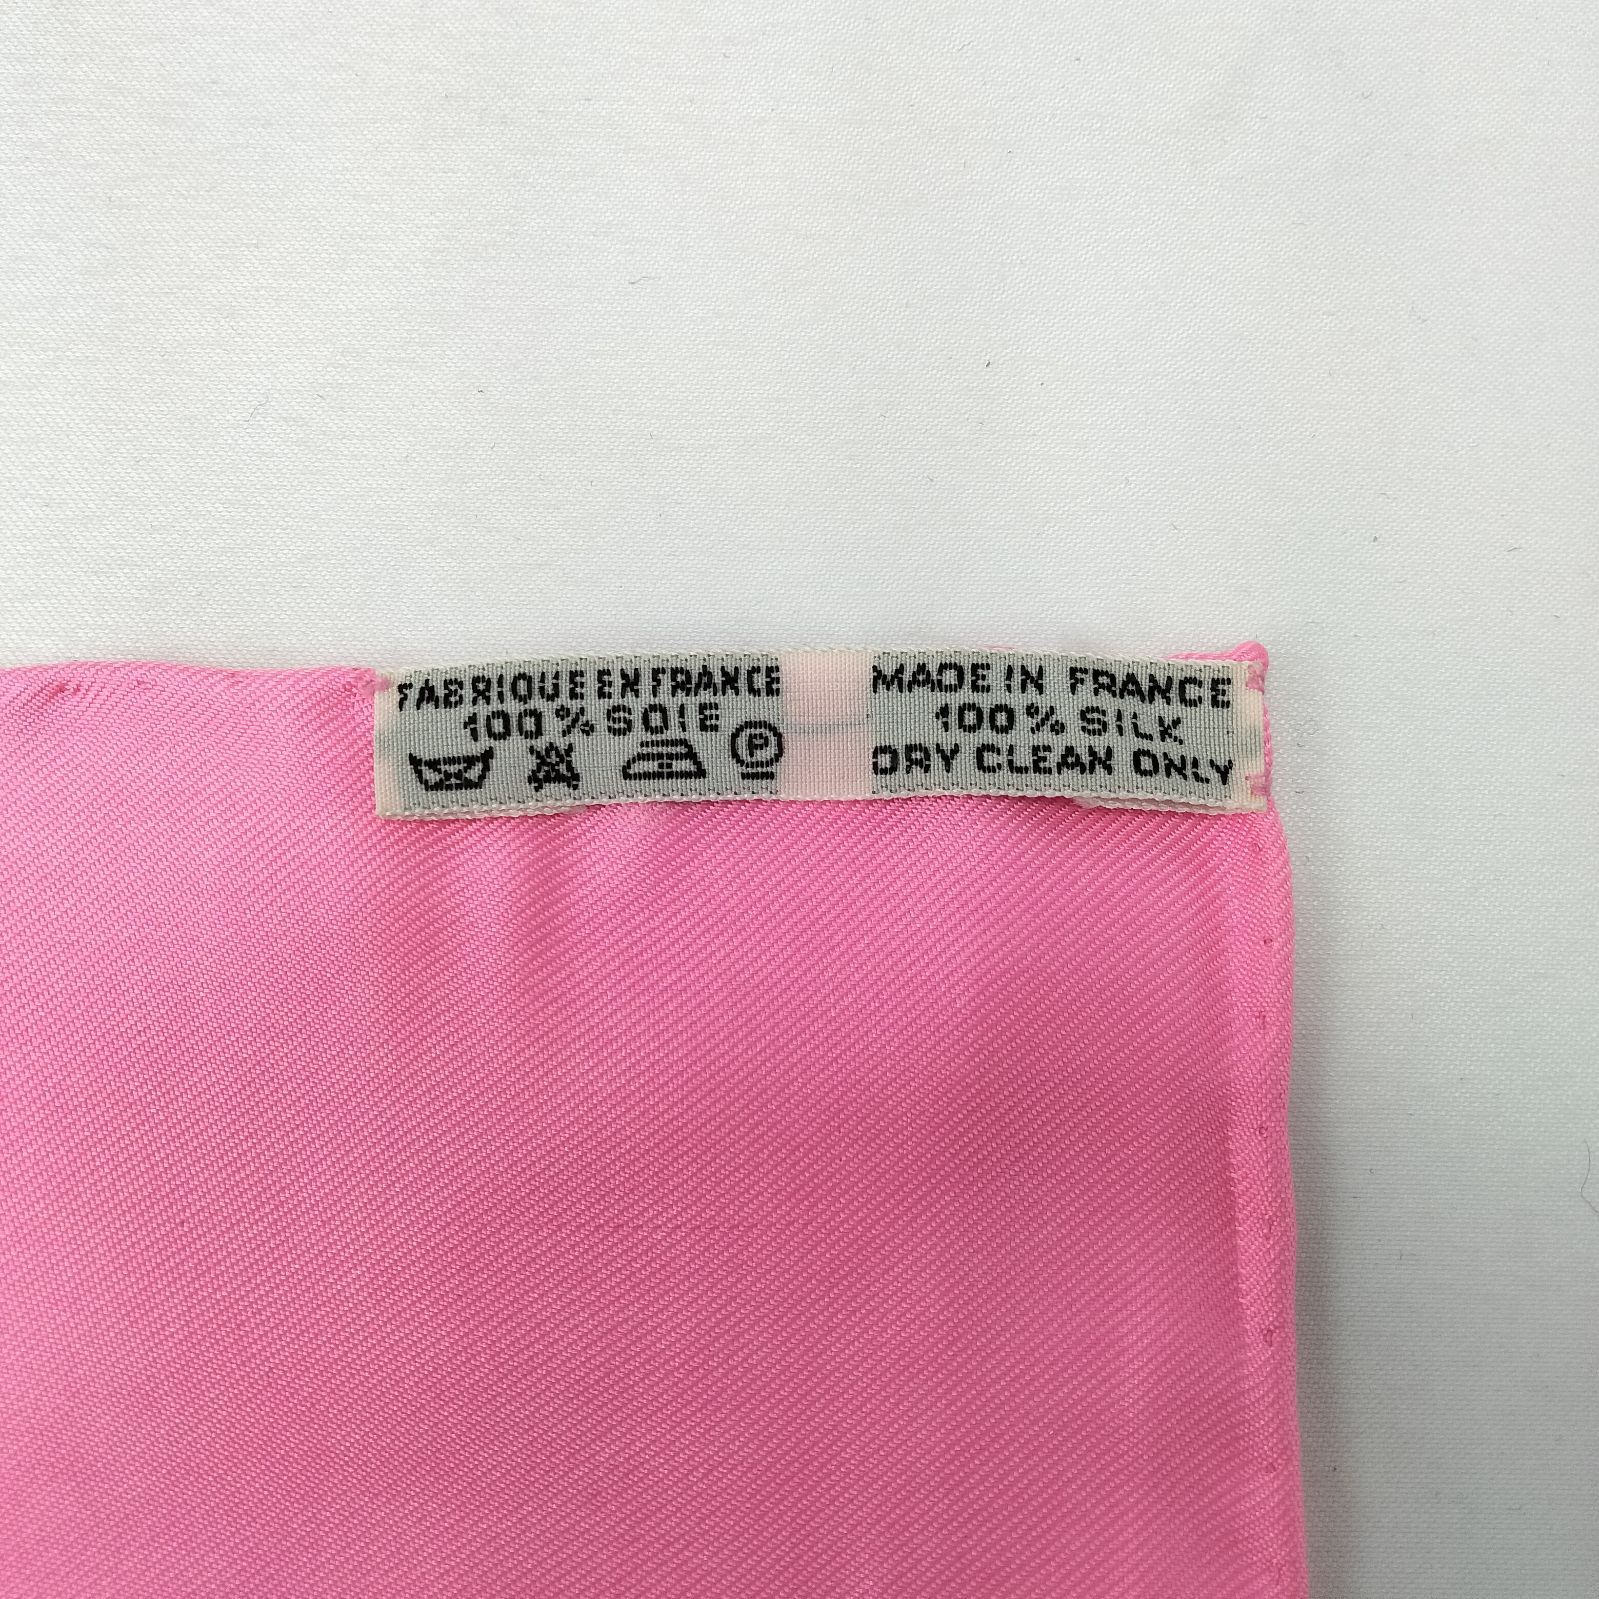 FABRIQUE EN FRANCE
100% SOIE
P
MADE IN FRANCE
100% SILK
DRY CLEAN ONLY